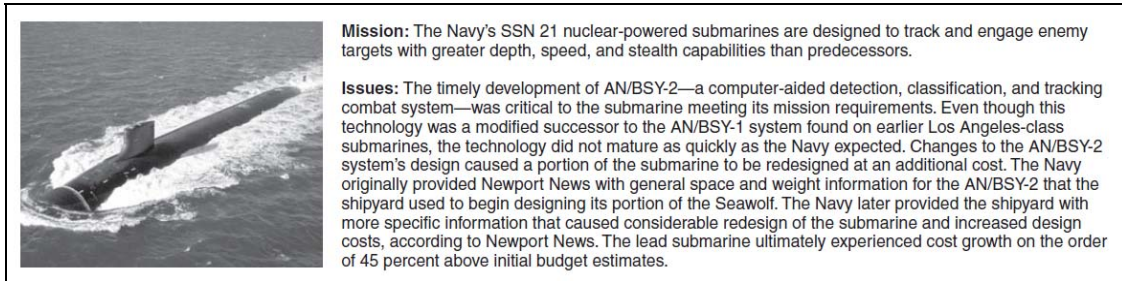 Mission: The Navy's SSN 21 nuclear-powered submarines are designed to track and engage enemy
targets with greater depth, speed, and stealth capabilities than predecessors.
Issues: The timely development of AN/BSY-2—a computer-aided detection, classification, and tracking
combat system—was critical to the submarine meeting its mission requirements. Even though this
technology was a modified successor to the AN/BSY-1 system found on earlier Los Angeles-class
submarines, the technology did not mature as quickly as the Navy expected. Changes to the AN/BSY-2
system's design caused a portion of the submarine to be redesigned at an additional cost. The Navy
originally provided Newport News with general space and weight information for the AN/BSY-2 that the
shipyard used to begin designing its portion of the Seawolf. The Navy later provided the shipyard with
more specific information that caused considerable redesign of the submarine and increased design
costs, according to Newport News. The lead submarine ultimately experienced cost growth on the order
of 45 percent above initial budget estimates.